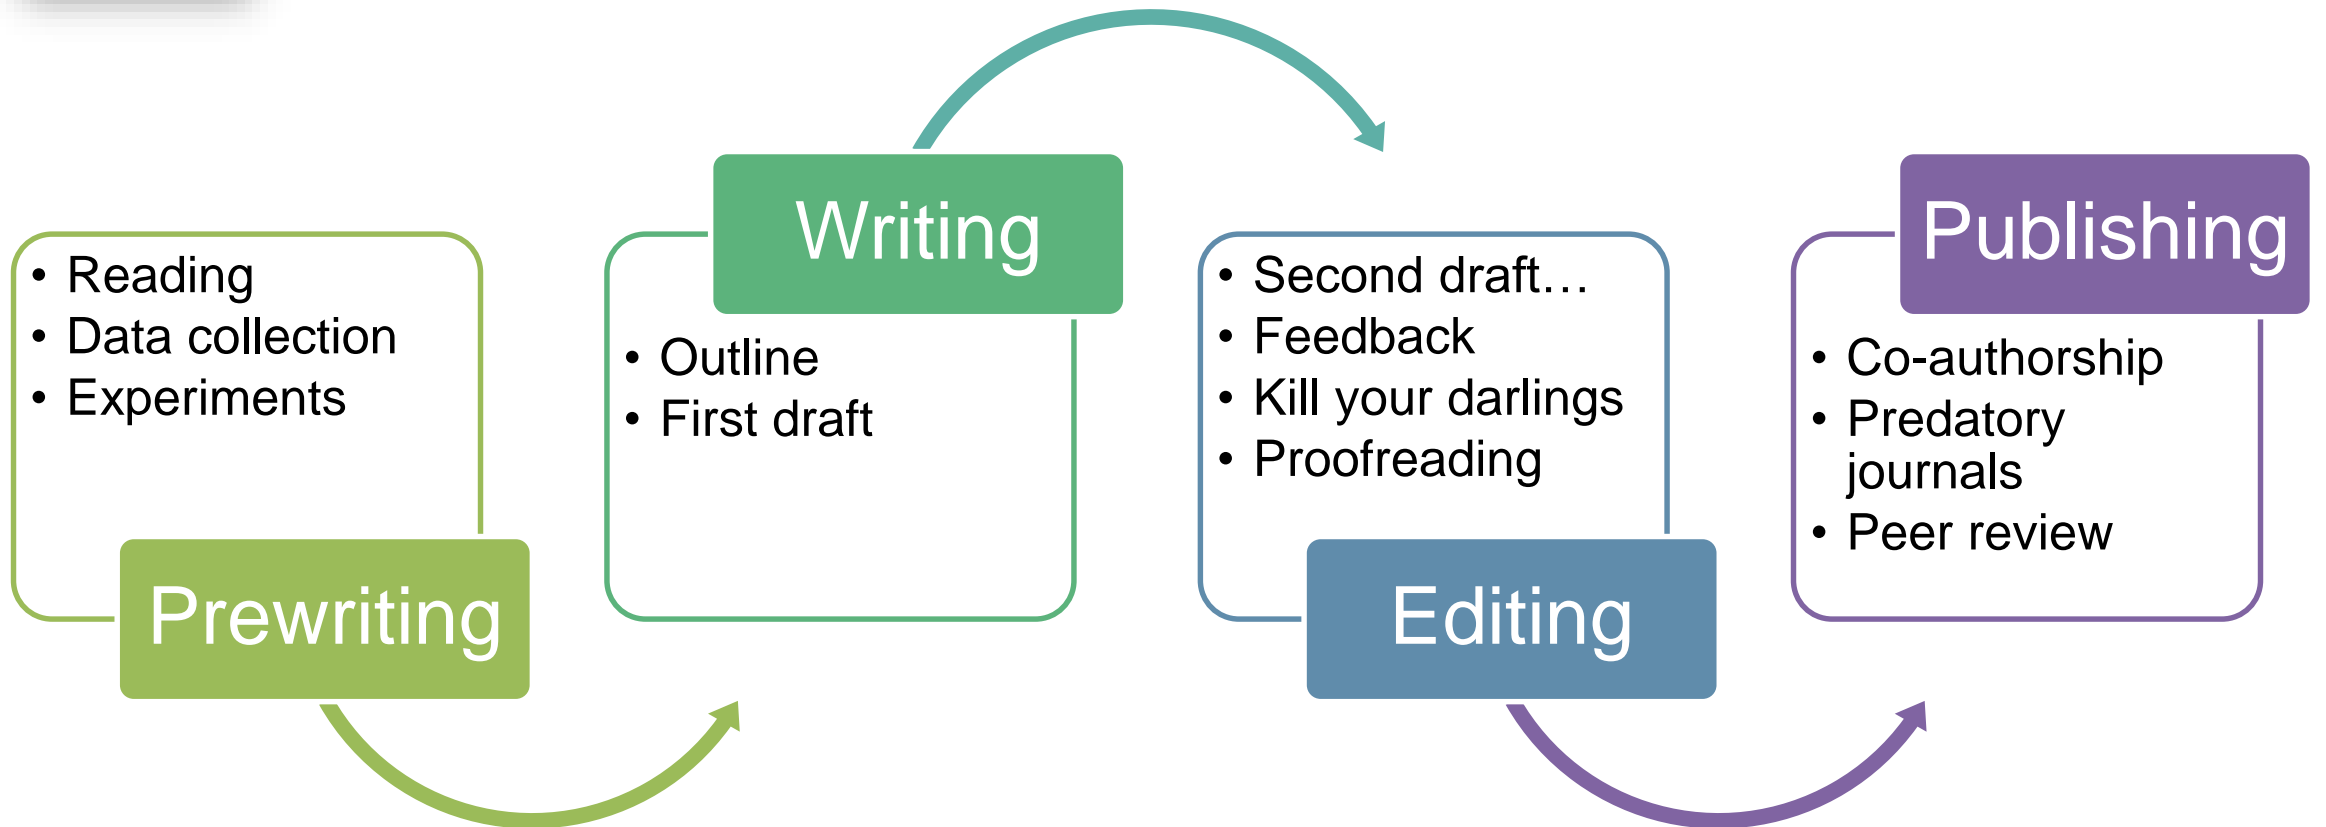 • Reading
• Data collection
• Experiments
Prewriting
Writing
• Outline
• First draft
• Second draft…
• Feedback
• Kill your darlings
• Proofreading
Editing
Publishing
• Co-authorship
• Predatory
journals
• Peer review